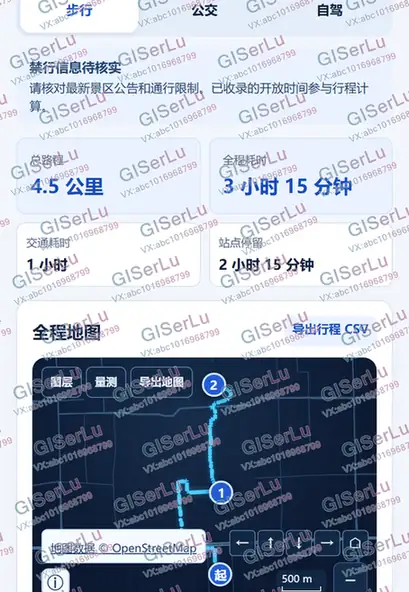 步行
公交
自驾
禁行信息待核实
请核对最新景区公告和通行限制。已收录的开放时间参与行程计
算。
总路程
4.5 公里
全程耗时
3 小时 15 分钟
交通耗时
1 小时
站点停留
2 小时 15 分钟
全程地图
导出行程 CSV
图层
量测
导出地图
2
1
地图数据 © OpenStreetMap
起
500 m
GISerLu
VX:abc1016968799